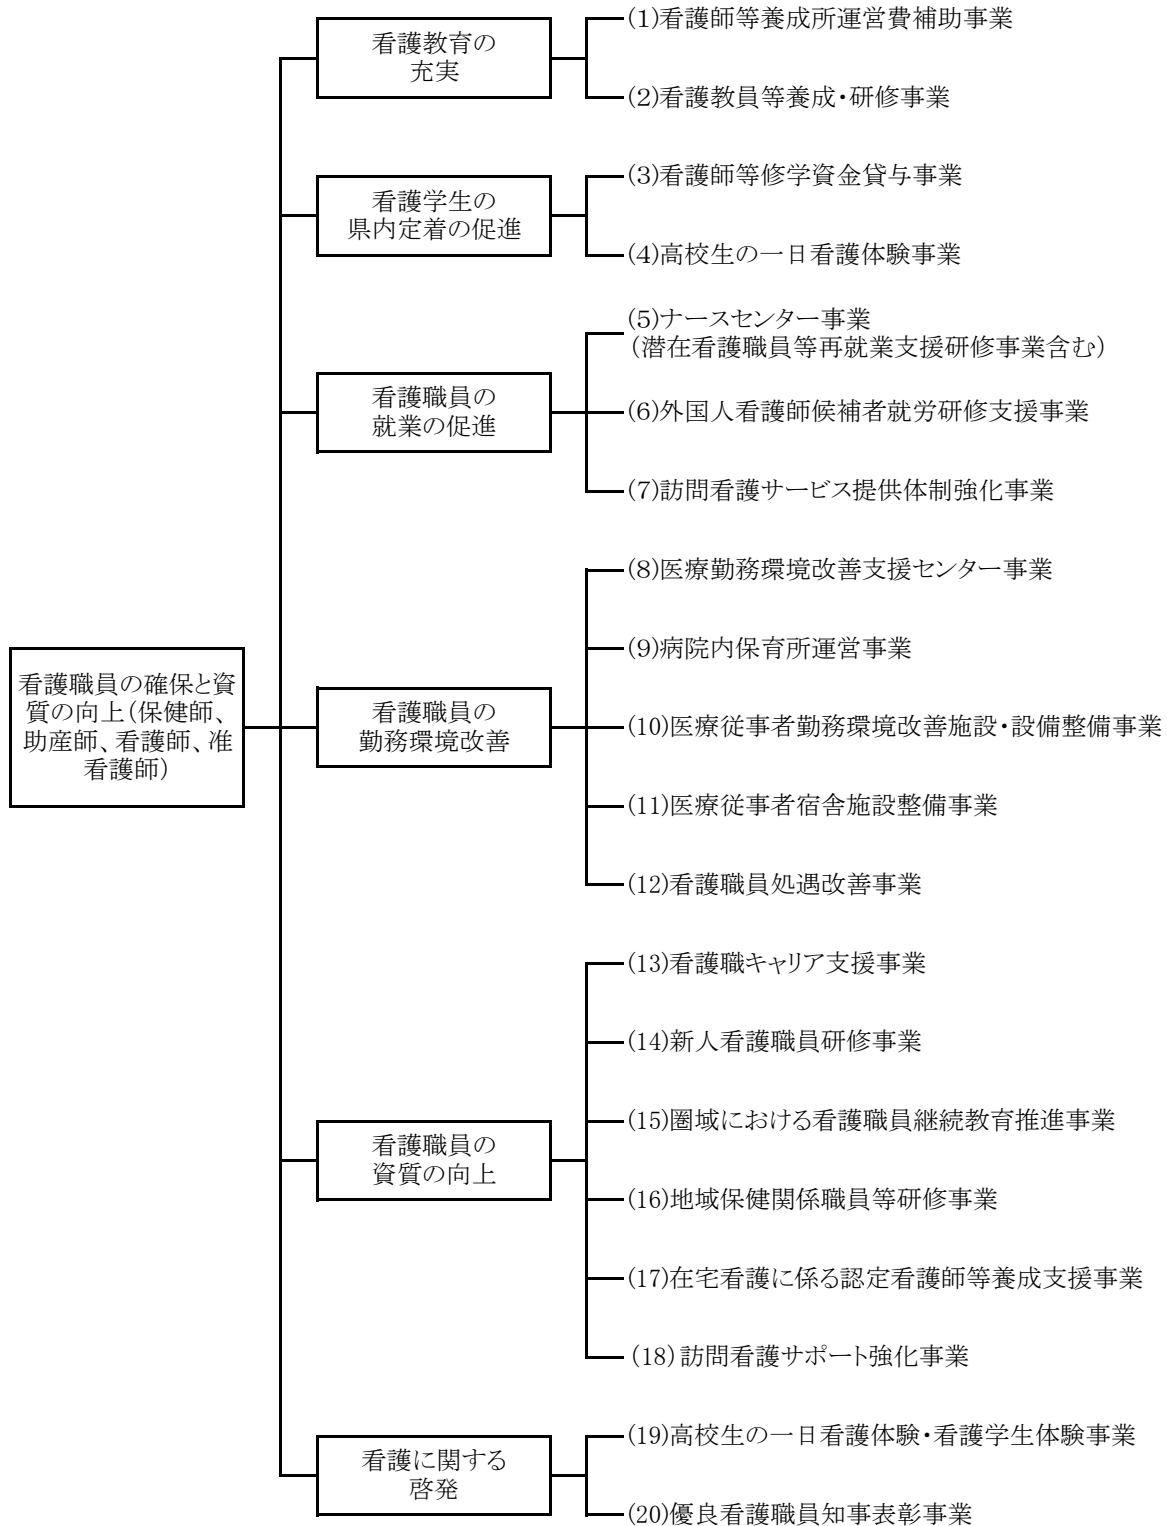 看護教育の
充実
(1)看護師等養成所運営費補助事業
(2)看護教員等養成・研修事業
看護学生の
県内定着の促進
(3)看護師等修学資金貸与事業
(4)高校生の一日看護体験事業
看護職員の
就業の促進
(5)ナースセンター事業
(潜在看護職員等再就業支援研修事業含む)
(6)外国人看護師候補者就労研修支援事業
(7)訪問看護サービス提供体制強化事業
看護職員の確保と資
質の向上(保健師、
助産師、看護師、准
看護師)
看護職員の
勤務環境改善
(8)医療勤務環境改善支援センター事業
(9)病院内保育所運営事業
(10)医療従事者勤務環境改善施設・設備整備事業
(11)医療従事者宿舎施設整備事業
(12)看護職員処遇改善事業
看護職員の
資質の向上
(13)看護職キャリア支援事業
(14)新人看護職員研修事業
(15)圏域における看護職員継続教育推進事業
(16)地域保健関係職員等研修事業
(17)在宅看護に係る認定看護師等養成支援事業
(18)訪問看護サポート強化事業
看護に関する
啓発
(19)高校生の一日看護体験・看護学生体験事業
(20)優良看護職員知事表彰事業